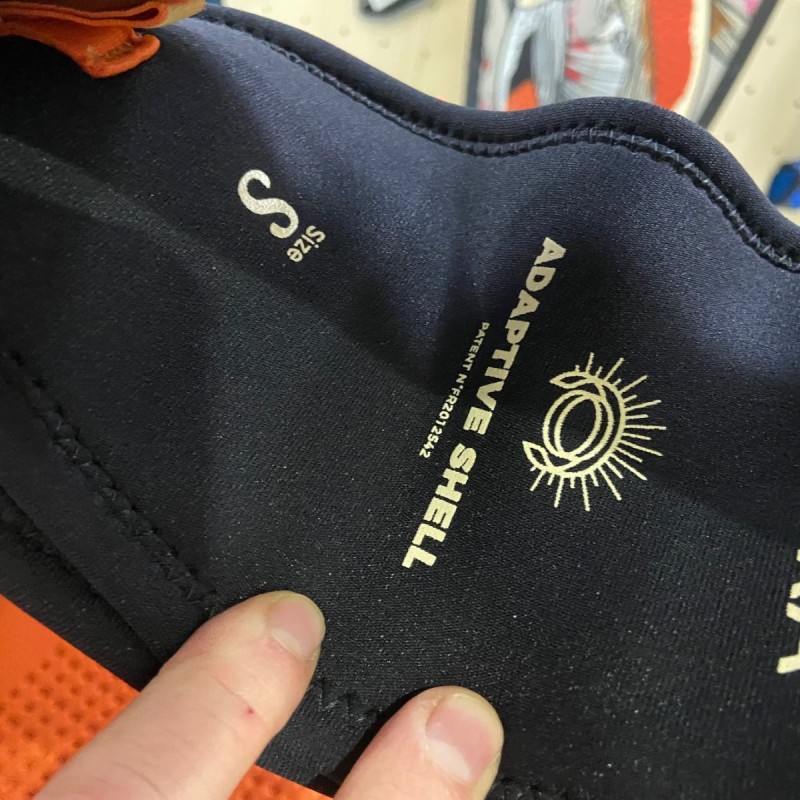 S
Size
ADAPTIVE SHELL
PATENT N°FR2012542